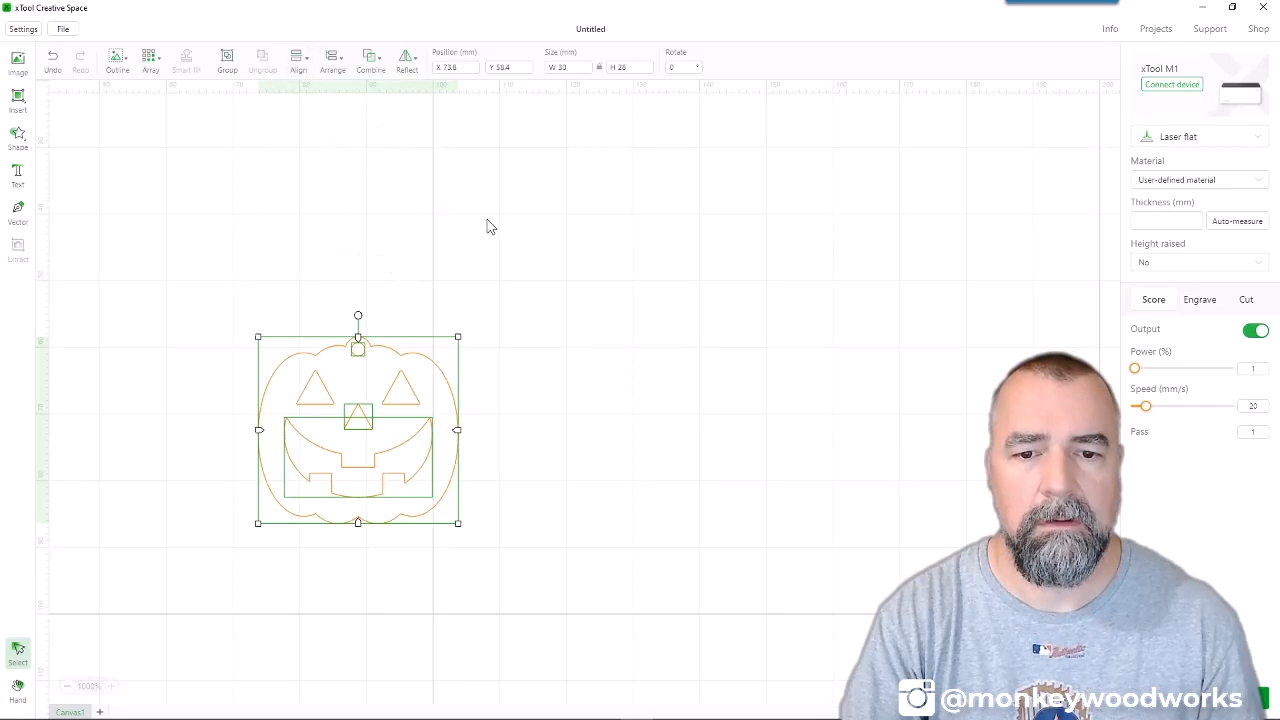 xTool Creative Space
Settings
File
Untitled
Info
Projects
Support
Shop
Image
Insert
Shape
Text
Vector
Extract
Select
Hand
Undo
Redo
Outline
Array
Smart fill
Group
Ungroup
Align
Arrange
Combine
Reflect
Position (mm)
X 73.6
Y 58.4
Size (mm)
W 30
H 28
Rotate
0
xTool M1
Connect device
Laser flat
Material
User-defined material
Thickness (mm)
Auto-measure
Height raised
No
Score
Engrave
Cut
Output
Power (%)
1
Speed (mm/s)
20
Pass
1
1000%
Canvas1
@monkeywoodworks